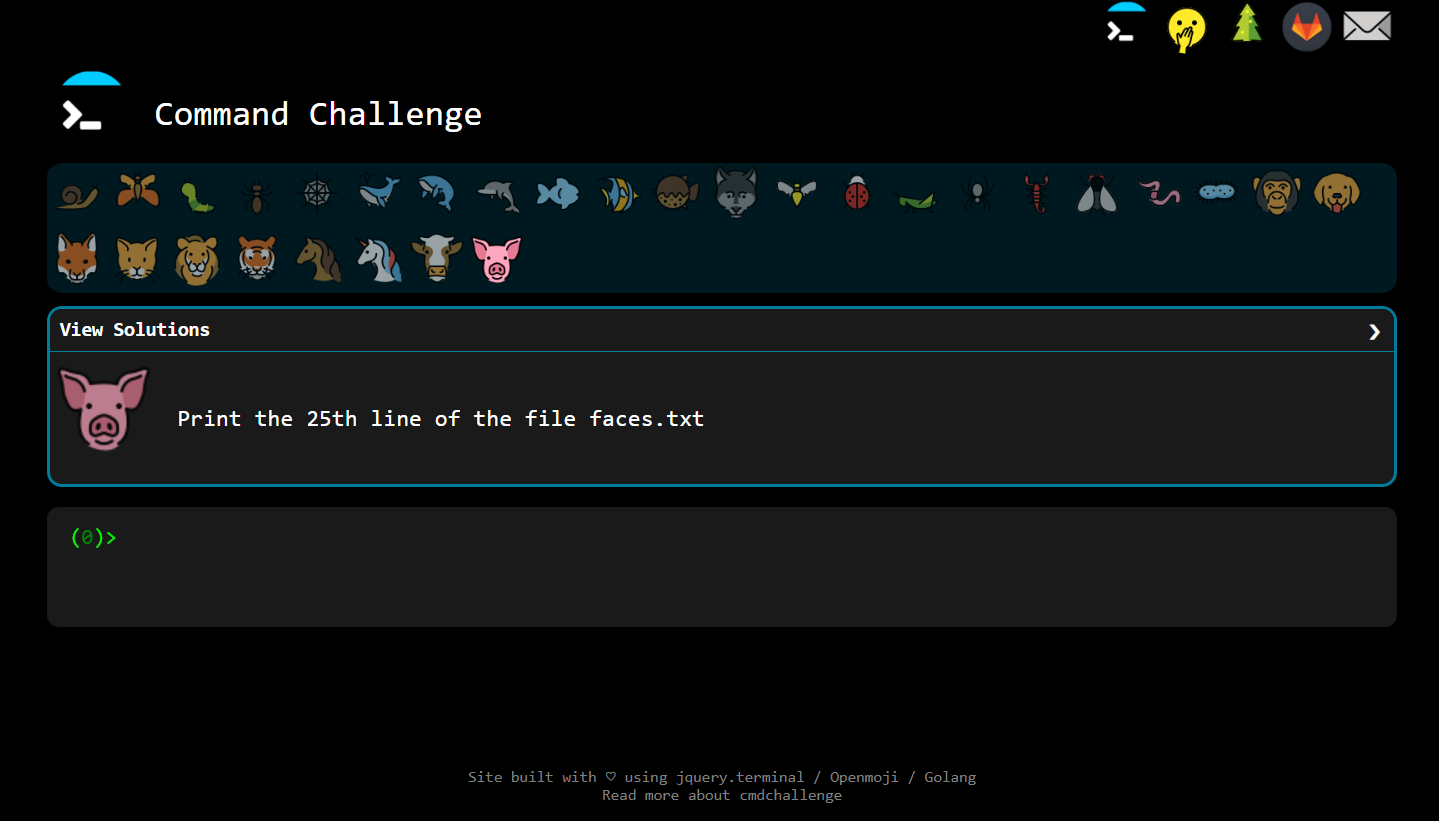 Command Challenge
View Solutions
Print the 25th line of the file faces.txt
(0)>
Site built with ♡ using jquery.terminal / Openmoji / Golang
Read more about cmdchallenge